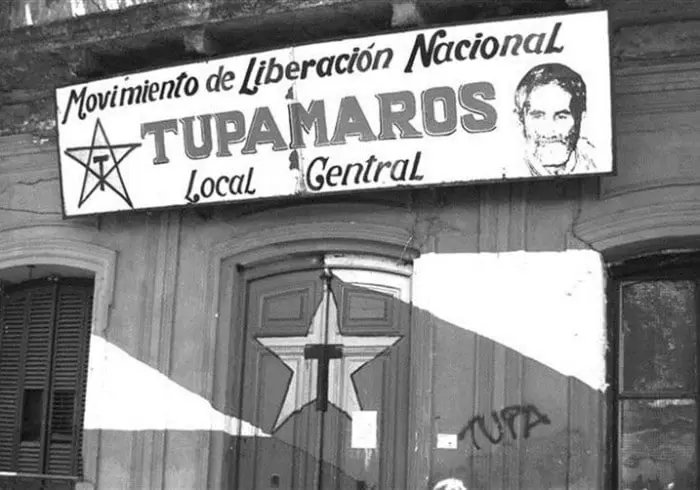 Movimiento de Liberación Nacional
T TUPAMAROS
Local Central
T
TUPA